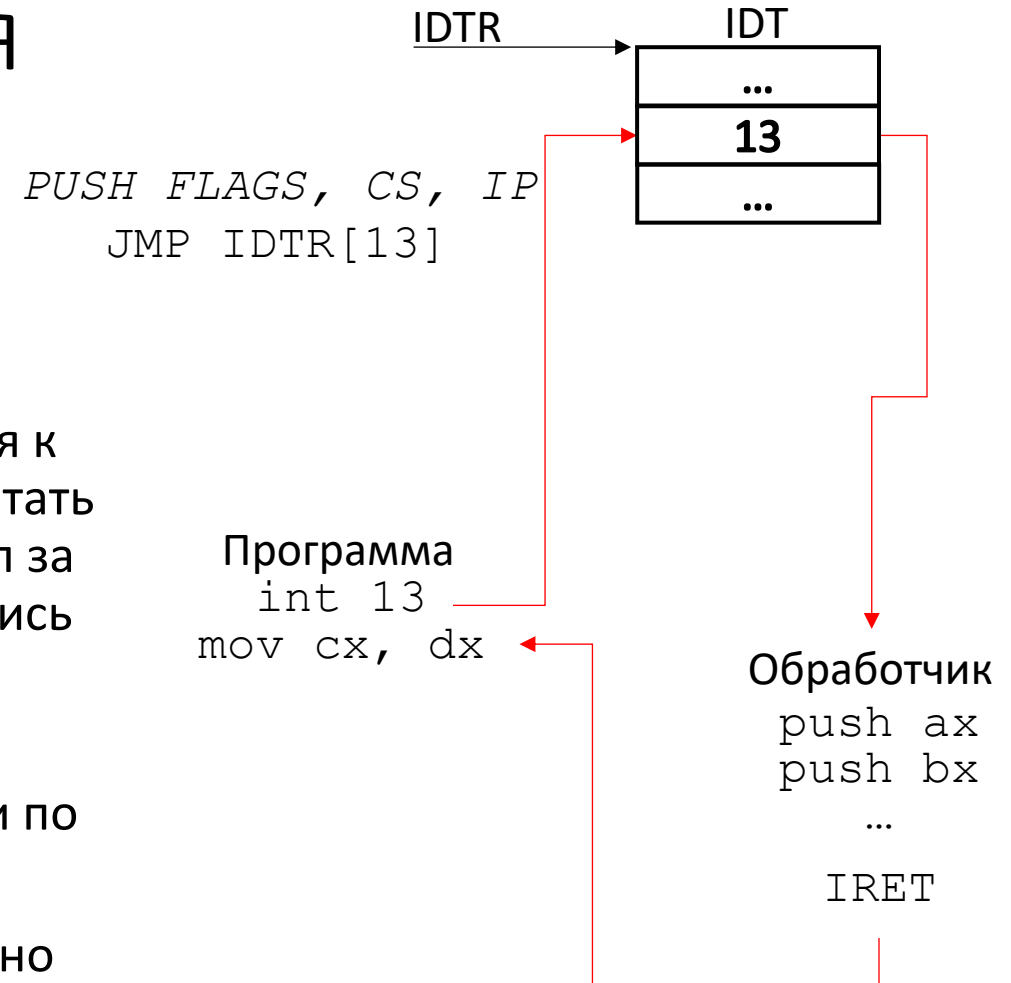 Я
IDTR
IDT
...
13
...
PUSH FLAGS, CS, IP
JMP IDTR[13]
я к
тать
за
ись
Программа
int 13
mov cx, dx
Обработчик
push ax
push bx
...
IRET
и по
но